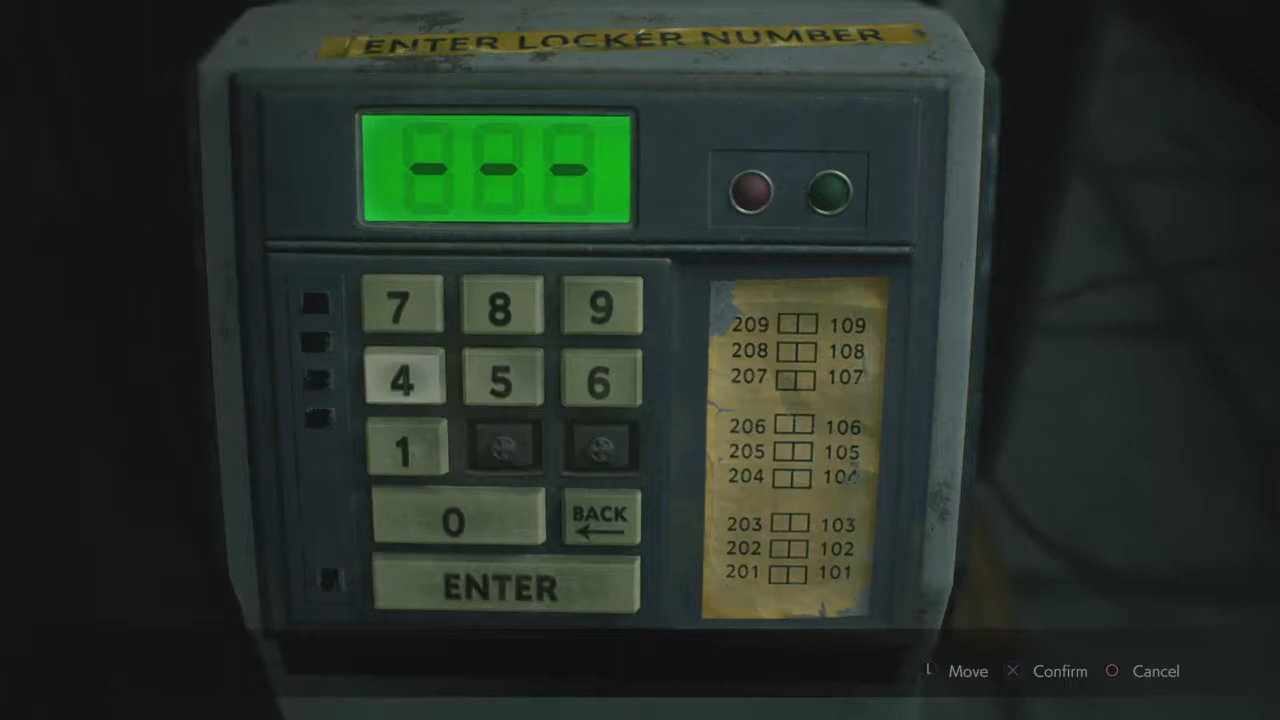 ENTER LOCKER NUMBER
---
7 8 9
4 5 6
1
0 BACK
ENTER
209 109
208 108
207 107
206 106
205 105
204 104
203 103
202 102
201 101
L Move X Confirm O Cancel